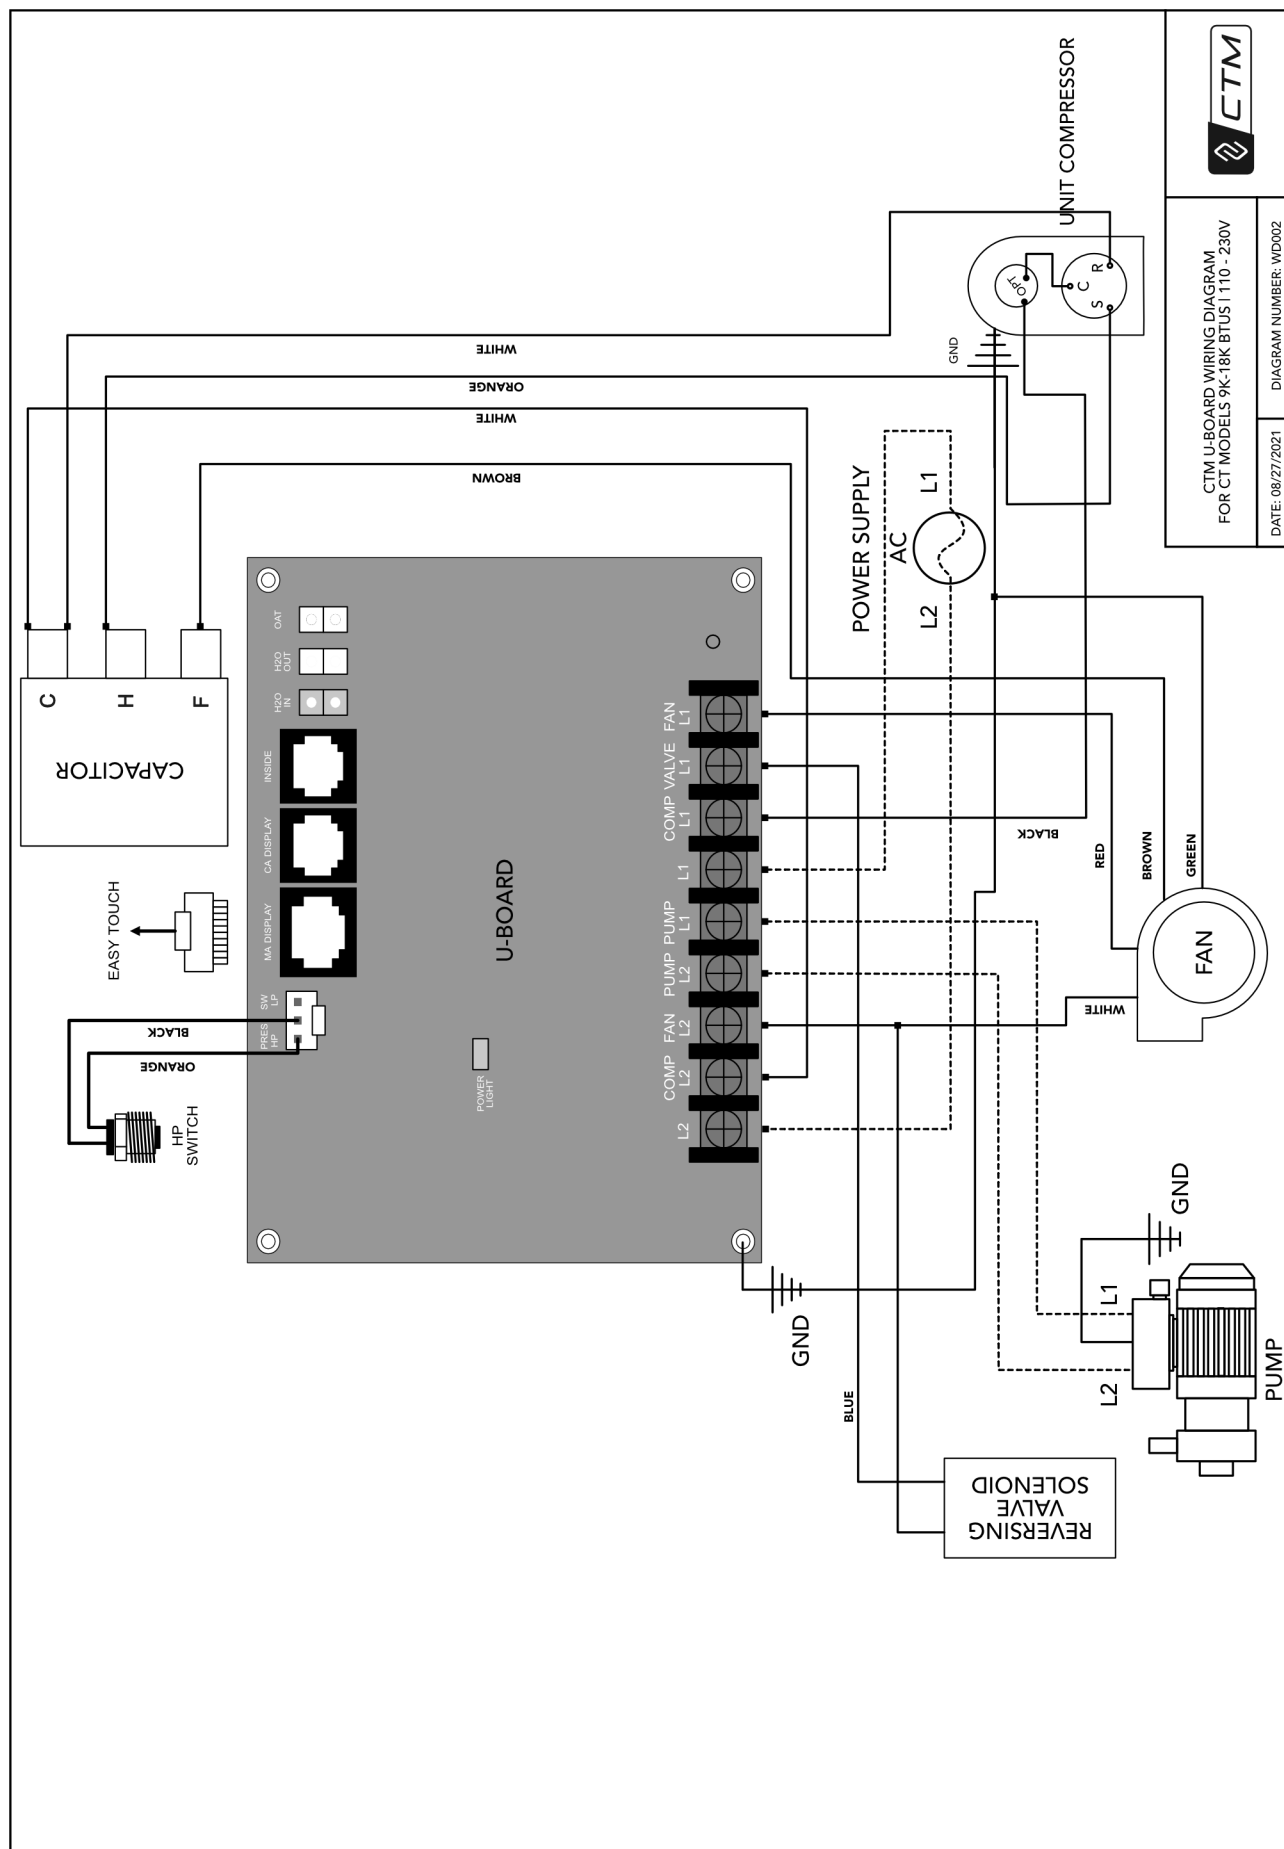 CAPACITOR
C
H
F
WHITE
ORANGE
WHITE
BROWN
UNIT COMPRESSOR
OPT
C
S
R
GND
EASY TOUCH
HP
SWITCH
BLACK
ORANGE
PRES SW
HP LP
MA DISPLAY
CA DISPLAY
INSIDE
H2O
IN
H2O
OUT
OAT
POWER
LIGHT
U-BOARD
L2
COMP
L2
FAN
L2
PUMP
L2
PUMP
L1
L1
COMP
L1
VALVE
L1
FAN
L1
POWER SUPPLY
AC
L2
L1
GND
BLUE
BLACK
RED
BROWN
GREEN
WHITE
FAN
REVERSING
VALVE
SOLENOID
L2
L1
GND
PUMP
CTM
CTM U-BOARD WIRING DIAGRAM
FOR CT MODELS 9K-18K BTUS | 110 - 230V
DATE: 08/27/2021
DIAGRAM NUMBER: WD002